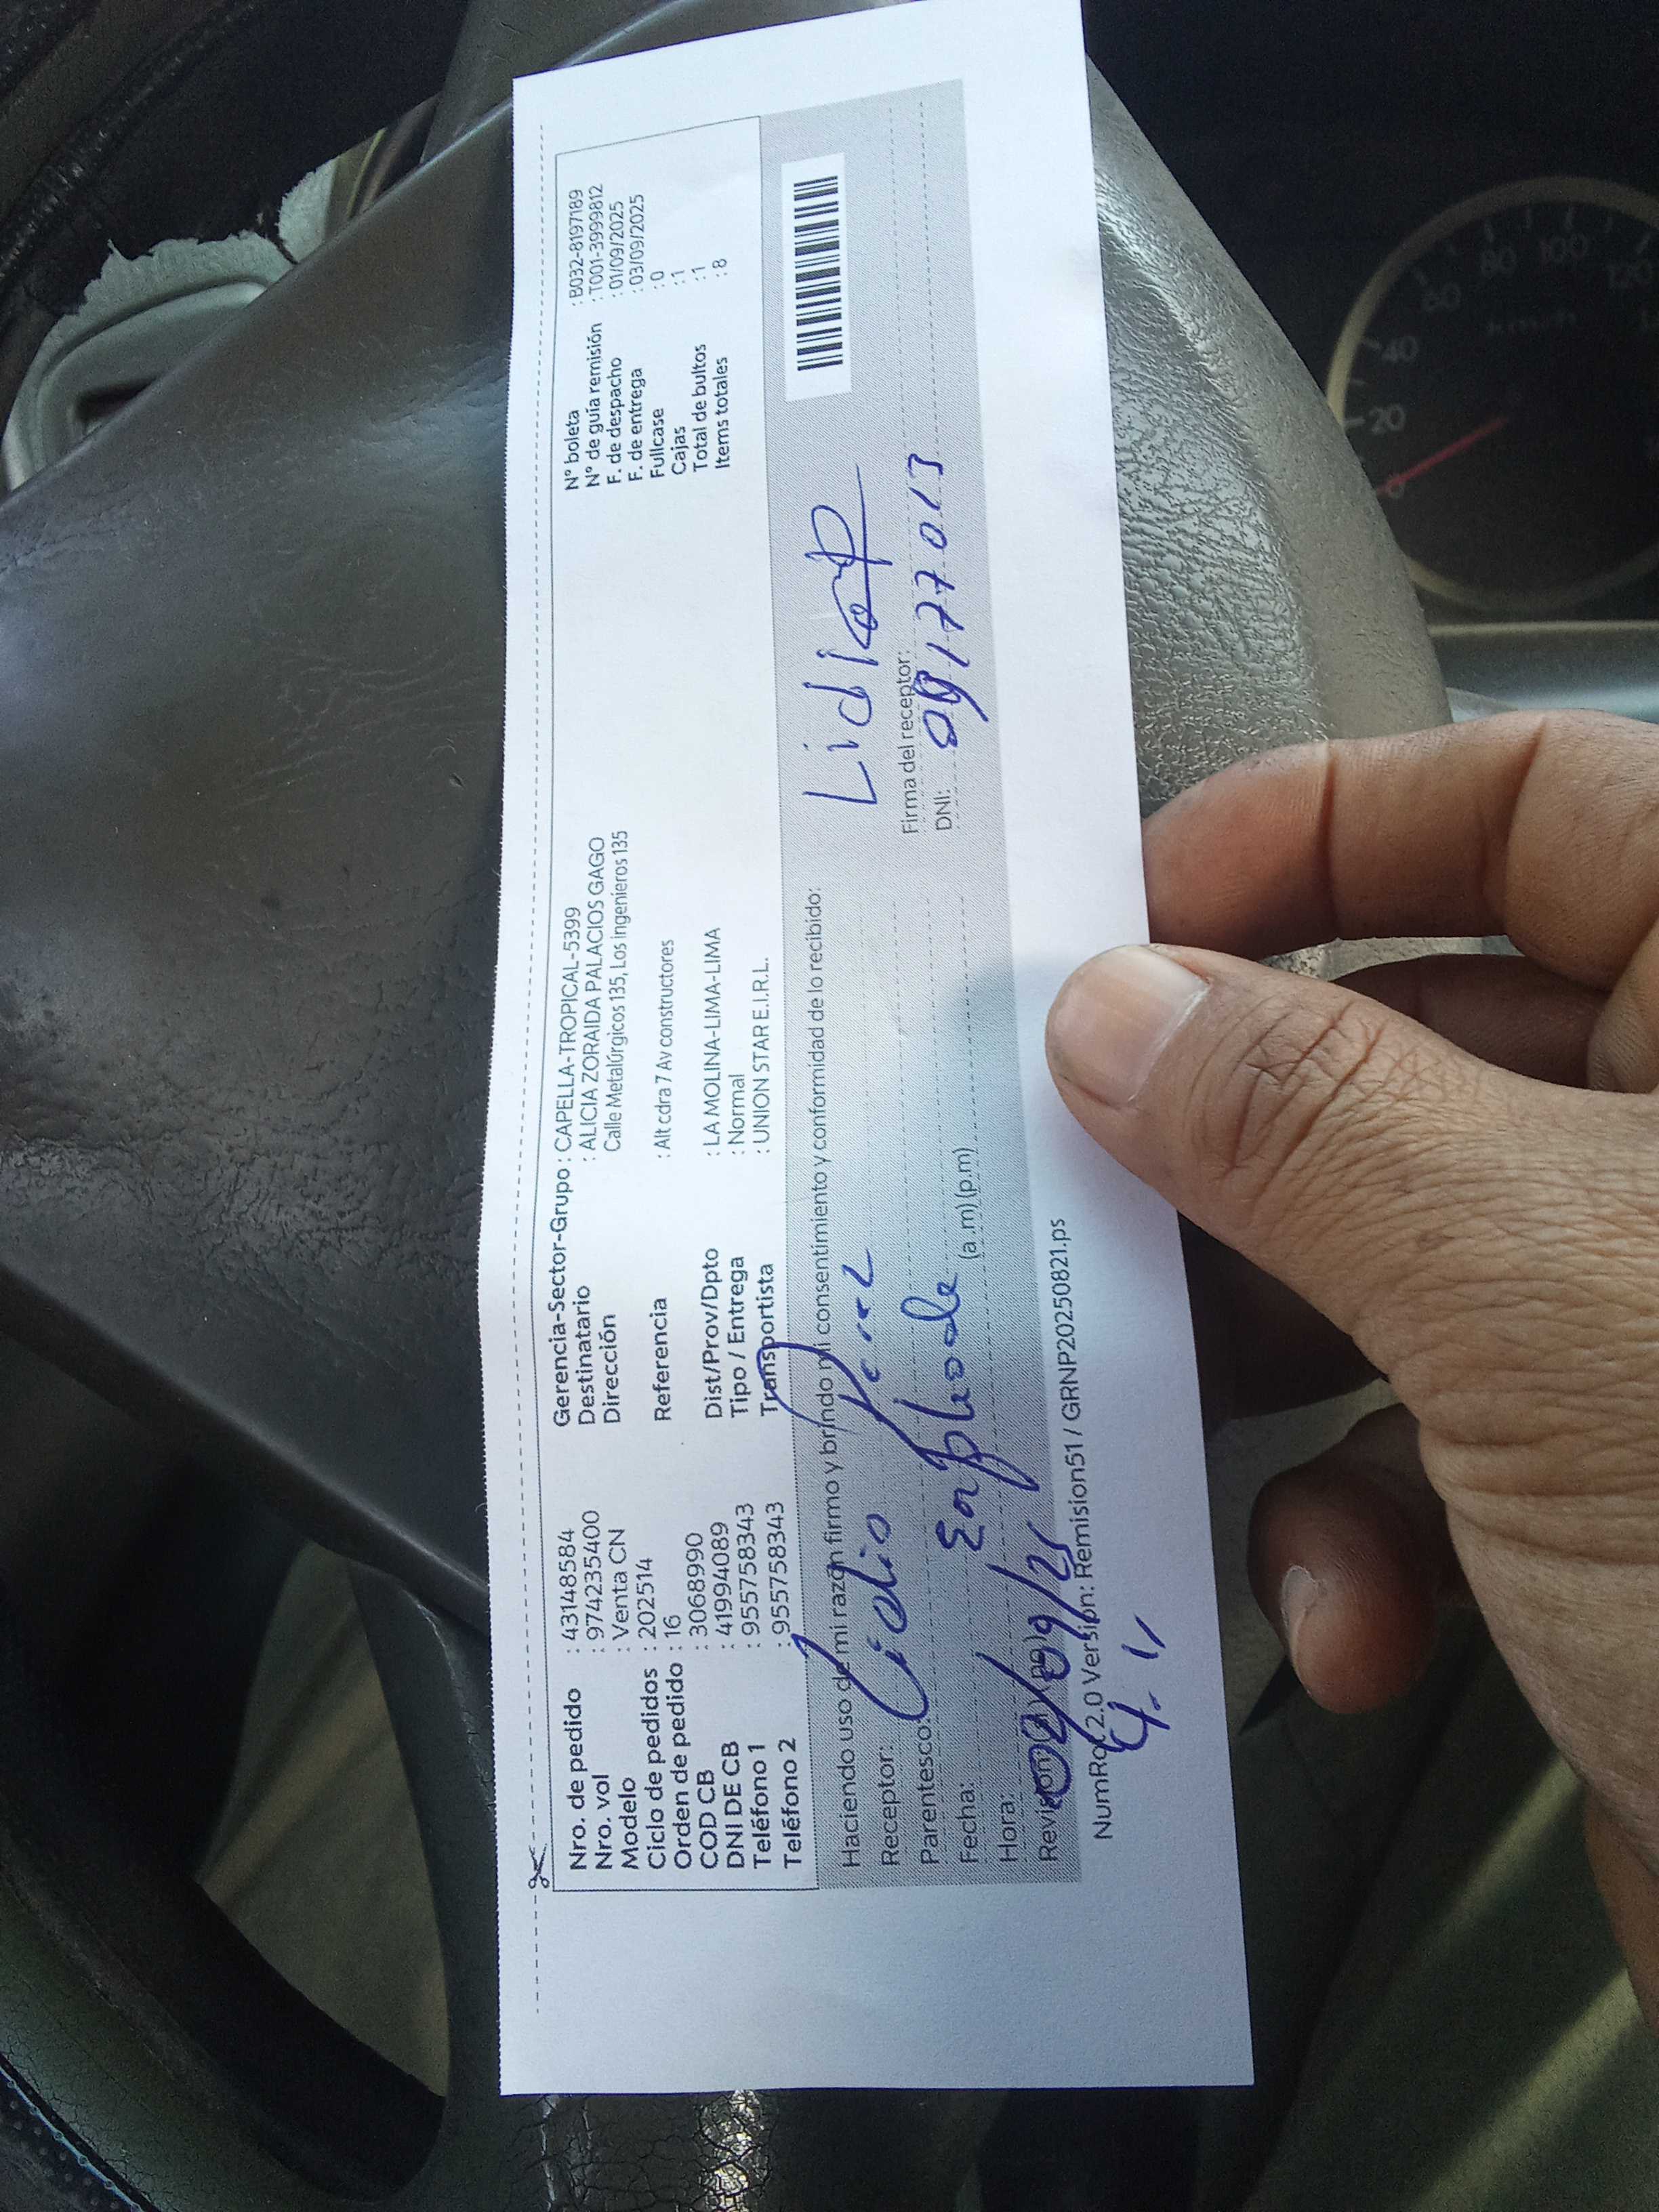 Nro. de pedido : 43148584
Nro. vol : 974235400
Modelo : Venta CN
Ciclo de pedidos : 202514
Orden de pedido : 16
COD CB : 3068990
DNI DE CB : 41994089
Teléfono 1 : 955758343
Teléfono 2 : 955758343
Gerencia-Sector-Grupo : CAPELLA-TROPICAL-5399
Destinatario : ALICIA ZORAIDA PALACIOS GAGO
Dirección Calle Metalúrgicos 135, Los ingenieros 135
Referencia : Alt cdra 7 Av constructores
Dist/Prov/Dpto : LA MOLINA-LIMA-LIMA
Tipo / Entrega : Normal
Transportista : UNION STAR E.I.R.L.
N° boleta : B032-8197189
N° de guía remisión : T001-3999812
F. de despacho : 01/09/2025
F. de entrega : 03/09/2025
Fullcase : 0
Cajas : 1
Total de bultos : 1
Items totales : 8
Haciendo uso de mi razón firmo y brindo mi consentimiento y conformidad de lo recibido:
Receptor: Lidia Perez
Parentesco:
Fecha:
Hora: (a.m)(p.m)
Lidia P
Firma del receptor:
DNI:
NumRot2.0 Versión: Remision51 / GRNP20250821.ps